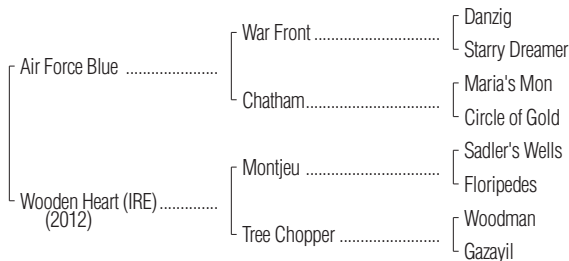 Danzig
War Front ..............................
Starry Dreamer
Air Force Blue ......................
Maria's Mon
Chatham................................
Circle of Gold
Sadler's Wells
Montjeu ................................
Floripedes
Wooden Heart (IRE)..............
(2012)
Woodman
Tree Chopper ........................
Gazayil